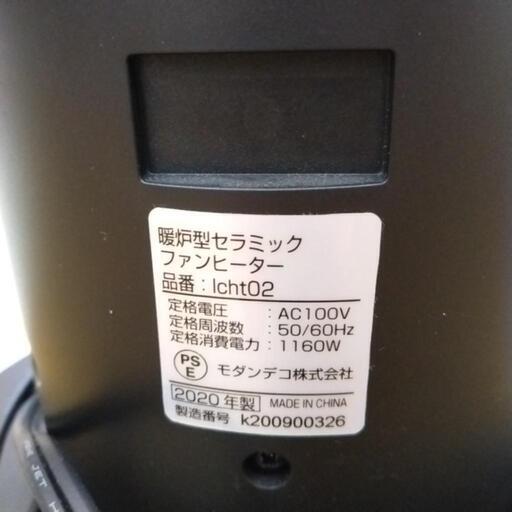 暖炉型セラミック
ファンヒーター
品番：lcht02
定格電圧　　：AC100V
定格周波数　：50/60Hz
定格消費電力：1160W
PS
E
モダンデコ株式会社
2020年製 MADE IN CHINA
製造番号 k200900326
JET